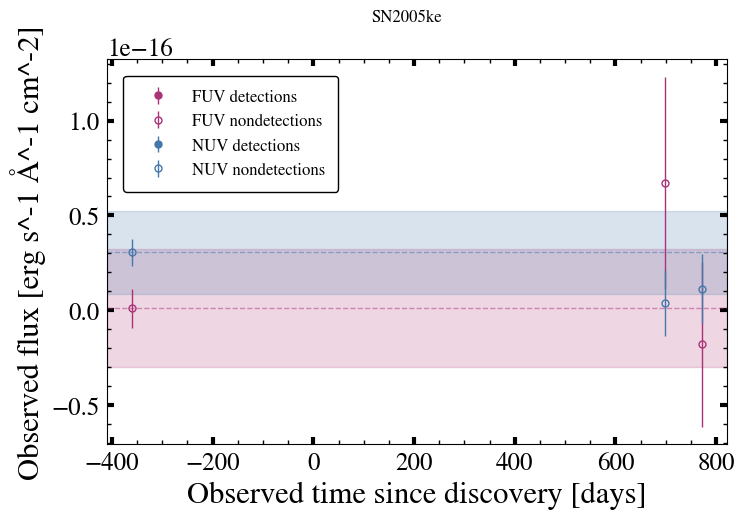 SN2005ke
1e−16
FUV detections
FUV nondetections
NUV detections
NUV nondetections
1.0
0.5
0.0
−0.5
Observed flux [erg s^-1 Å^-1 cm^-2]
−400 −200 0 200 400 600 800
Observed time since discovery [days]